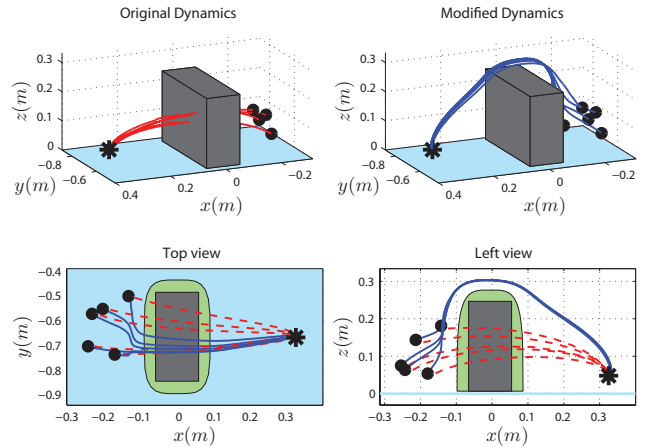 Original Dynamics
Modified Dynamics
z(m)
0.3
0.2
0.1
0
−0.8
−0.6
y(m)
0.4
0.2
0
−0.2
x(m)
z(m)
0.3
0.2
0.1
0
−0.8
−0.6
y(m)
0.4
0.2
0
−0.2
x(m)
Top view
Left view
y(m)
−0.4
−0.5
−0.6
−0.7
−0.8
−0.9
−0.3 −0.2 −0.1 0 0.1 0.2 0.3
x(m)
z(m)
0.3
0.2
0.1
0
−0.3 −0.2 −0.1 0 0.1 0.2 0.3
x(m)